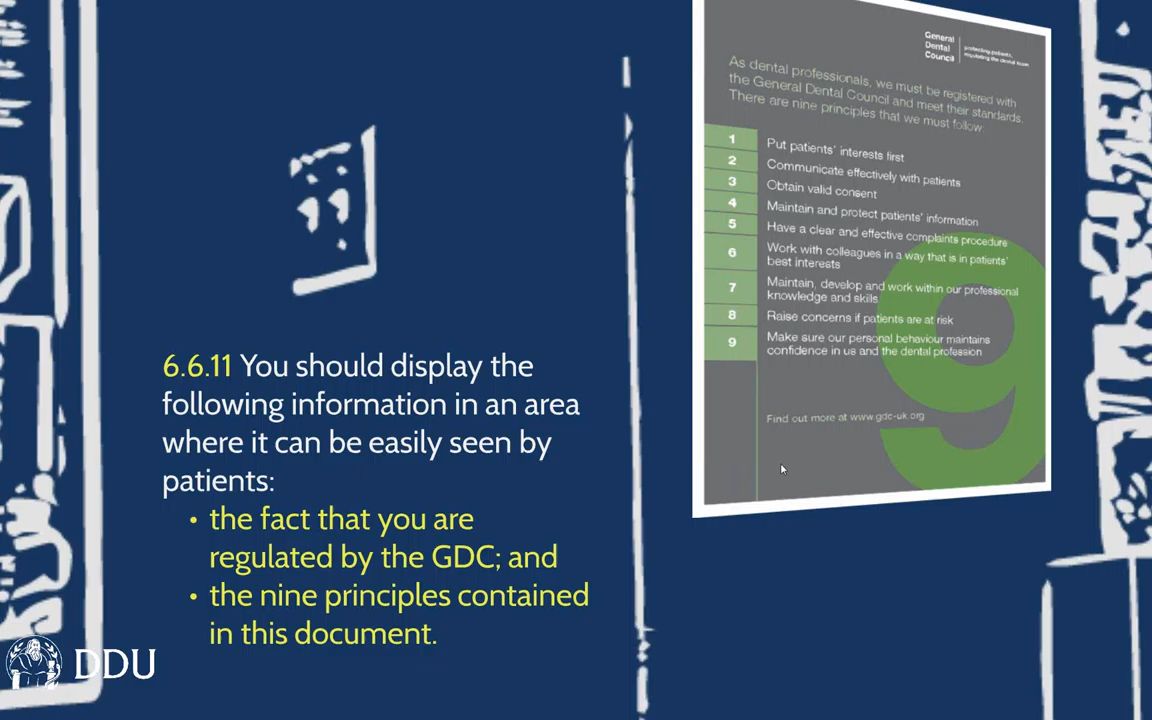 General
Dental
Council
protecting patients,
regulating the dental team
As dental professionals, we must be registered with
the General Dental Council and meet their standards.
There are nine principles that we must follow:
1 Put patients' interests first
2 Communicate effectively with patients
3 Obtain valid consent
4 Maintain and protect patients' information
5 Have a clear and effective complaints procedure
6 Work with colleagues in a way that is in patients'
best interests
7 Maintain, develop and work within our professional
knowledge and skills
8 Raise concerns if patients are at risk
9 Make sure our personal behaviour maintains
confidence in us and the dental profession
Find out more at www.gdc-uk.org
9
6.6.11 You should display the
following information in an area
where it can be easily seen by
patients:
• the fact that you are
regulated by the GDC; and
• the nine principles contained
in this document.
DDU